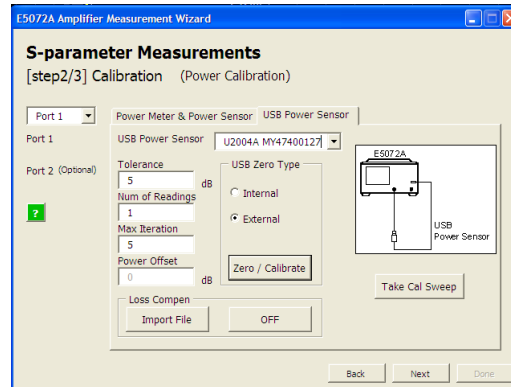 E5072A Amplifier Measurement Wizard
S-parameter Measurements
[step2/3] Calibration (Power Calibration)
Port 1
Power Meter & Power Sensor
USB Power Sensor
Port 1
USB Power Sensor
U2004A MY47400127
Port 2 (Optional)
Tolerance
5
dB
Num of Readings
1
Max Iteration
5
Power Offset
0
dB
USB Zero Type
Internal
External
Zero / Calibrate
E5072A
USB
Power Sensor
?
Take Cal Sweep
Loss Compen
Import File
OFF
Back
Next
Done